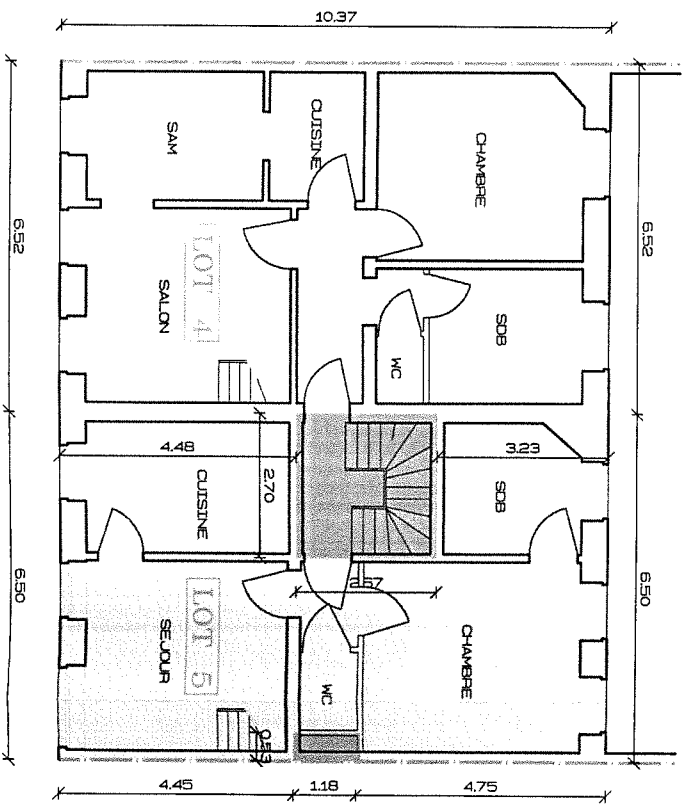 10.37
SAM
CUISINE
CHAMBRE
6.52
6.52
LOT 4
SALON
SDB
WC
4.48
2.70
3.23
CUISINE
SDB
6.50
6.50
2.67
LOT 5
SEJOUR
WC
CHAMBRE
0.53
4.45
1.18
4.75